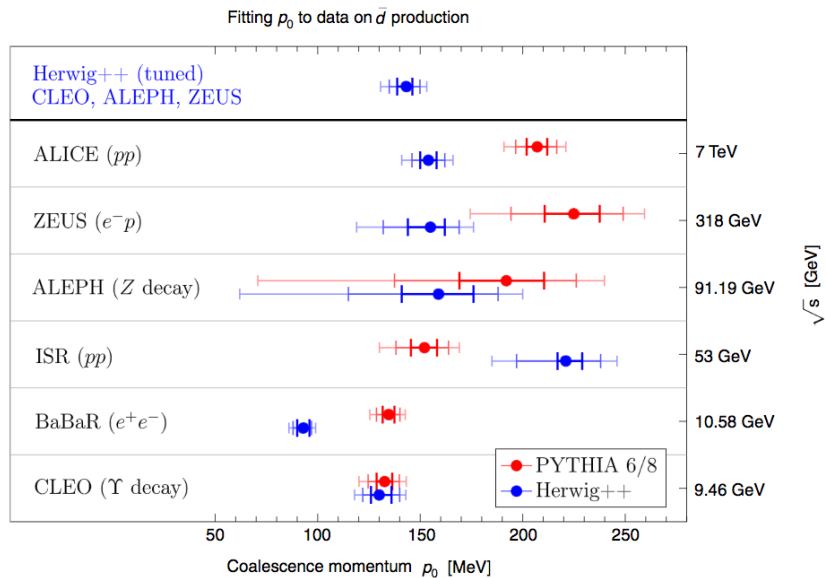 Fitting p₀ to data on d̄ production
Herwig++ (tuned)
CLEO, ALEPH, ZEUS
ALICE (pp)
7 TeV
ZEUS (e⁻p)
318 GeV
ALEPH (Z decay)
91.19 GeV
ISR (pp)
53 GeV
BaBaR (e⁺e⁻)
10.58 GeV
CLEO (ϒ decay)
9.46 GeV
√s [GeV]
PYTHIA 6/8
Herwig++
50 100 150 200 250
Coalescence momentum p₀ [MeV]